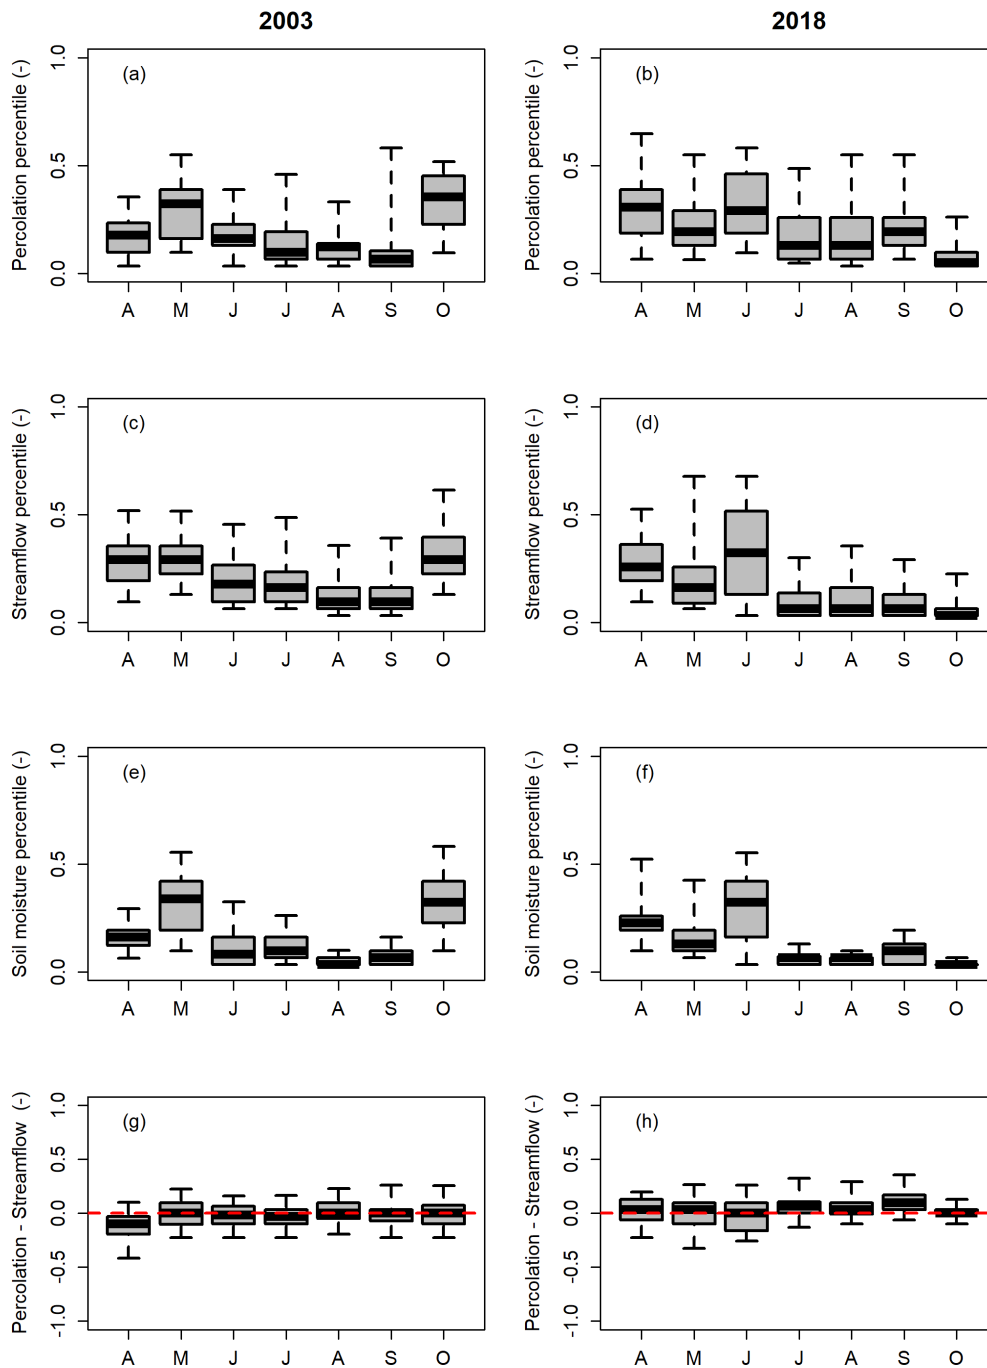 2003 2018
Percolation percentile (-)
1.0
0.5
0.0
(a)
A M J J A S O
Percolation percentile (-)
1.0
0.5
0.0
(b)
A M J J A S O
Streamflow percentile (-)
1.0
0.5
0.0
(c)
A M J J A S O
Streamflow percentile (-)
1.0
0.5
0.0
(d)
A M J J A S O
Soil moisture percentile (-)
1.0
0.5
0.0
(e)
A M J J A S O
Soil moisture percentile (-)
1.0
0.5
0.0
(f)
A M J J A S O
Percolation - Streamflow (-)
1.0
0.5
0.0
-0.5
-1.0
(g)
A M J J A S O
Percolation - Streamflow (-)
1.0
0.5
0.0
-0.5
-1.0
(h)
A M J J A S O